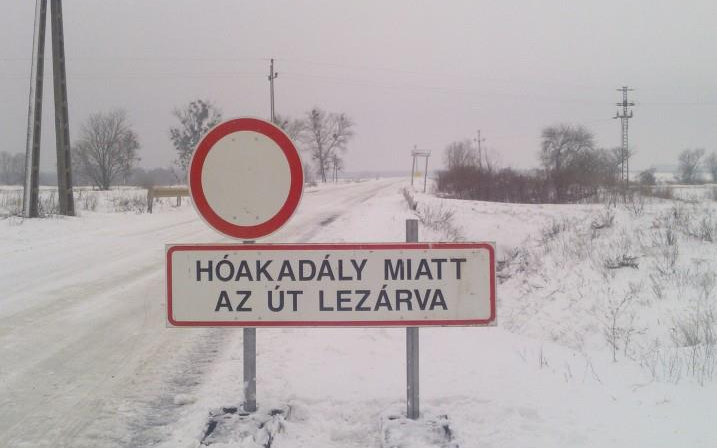 HÓAKADÁLY MIATT
AZ ÚT LEZÁRVA